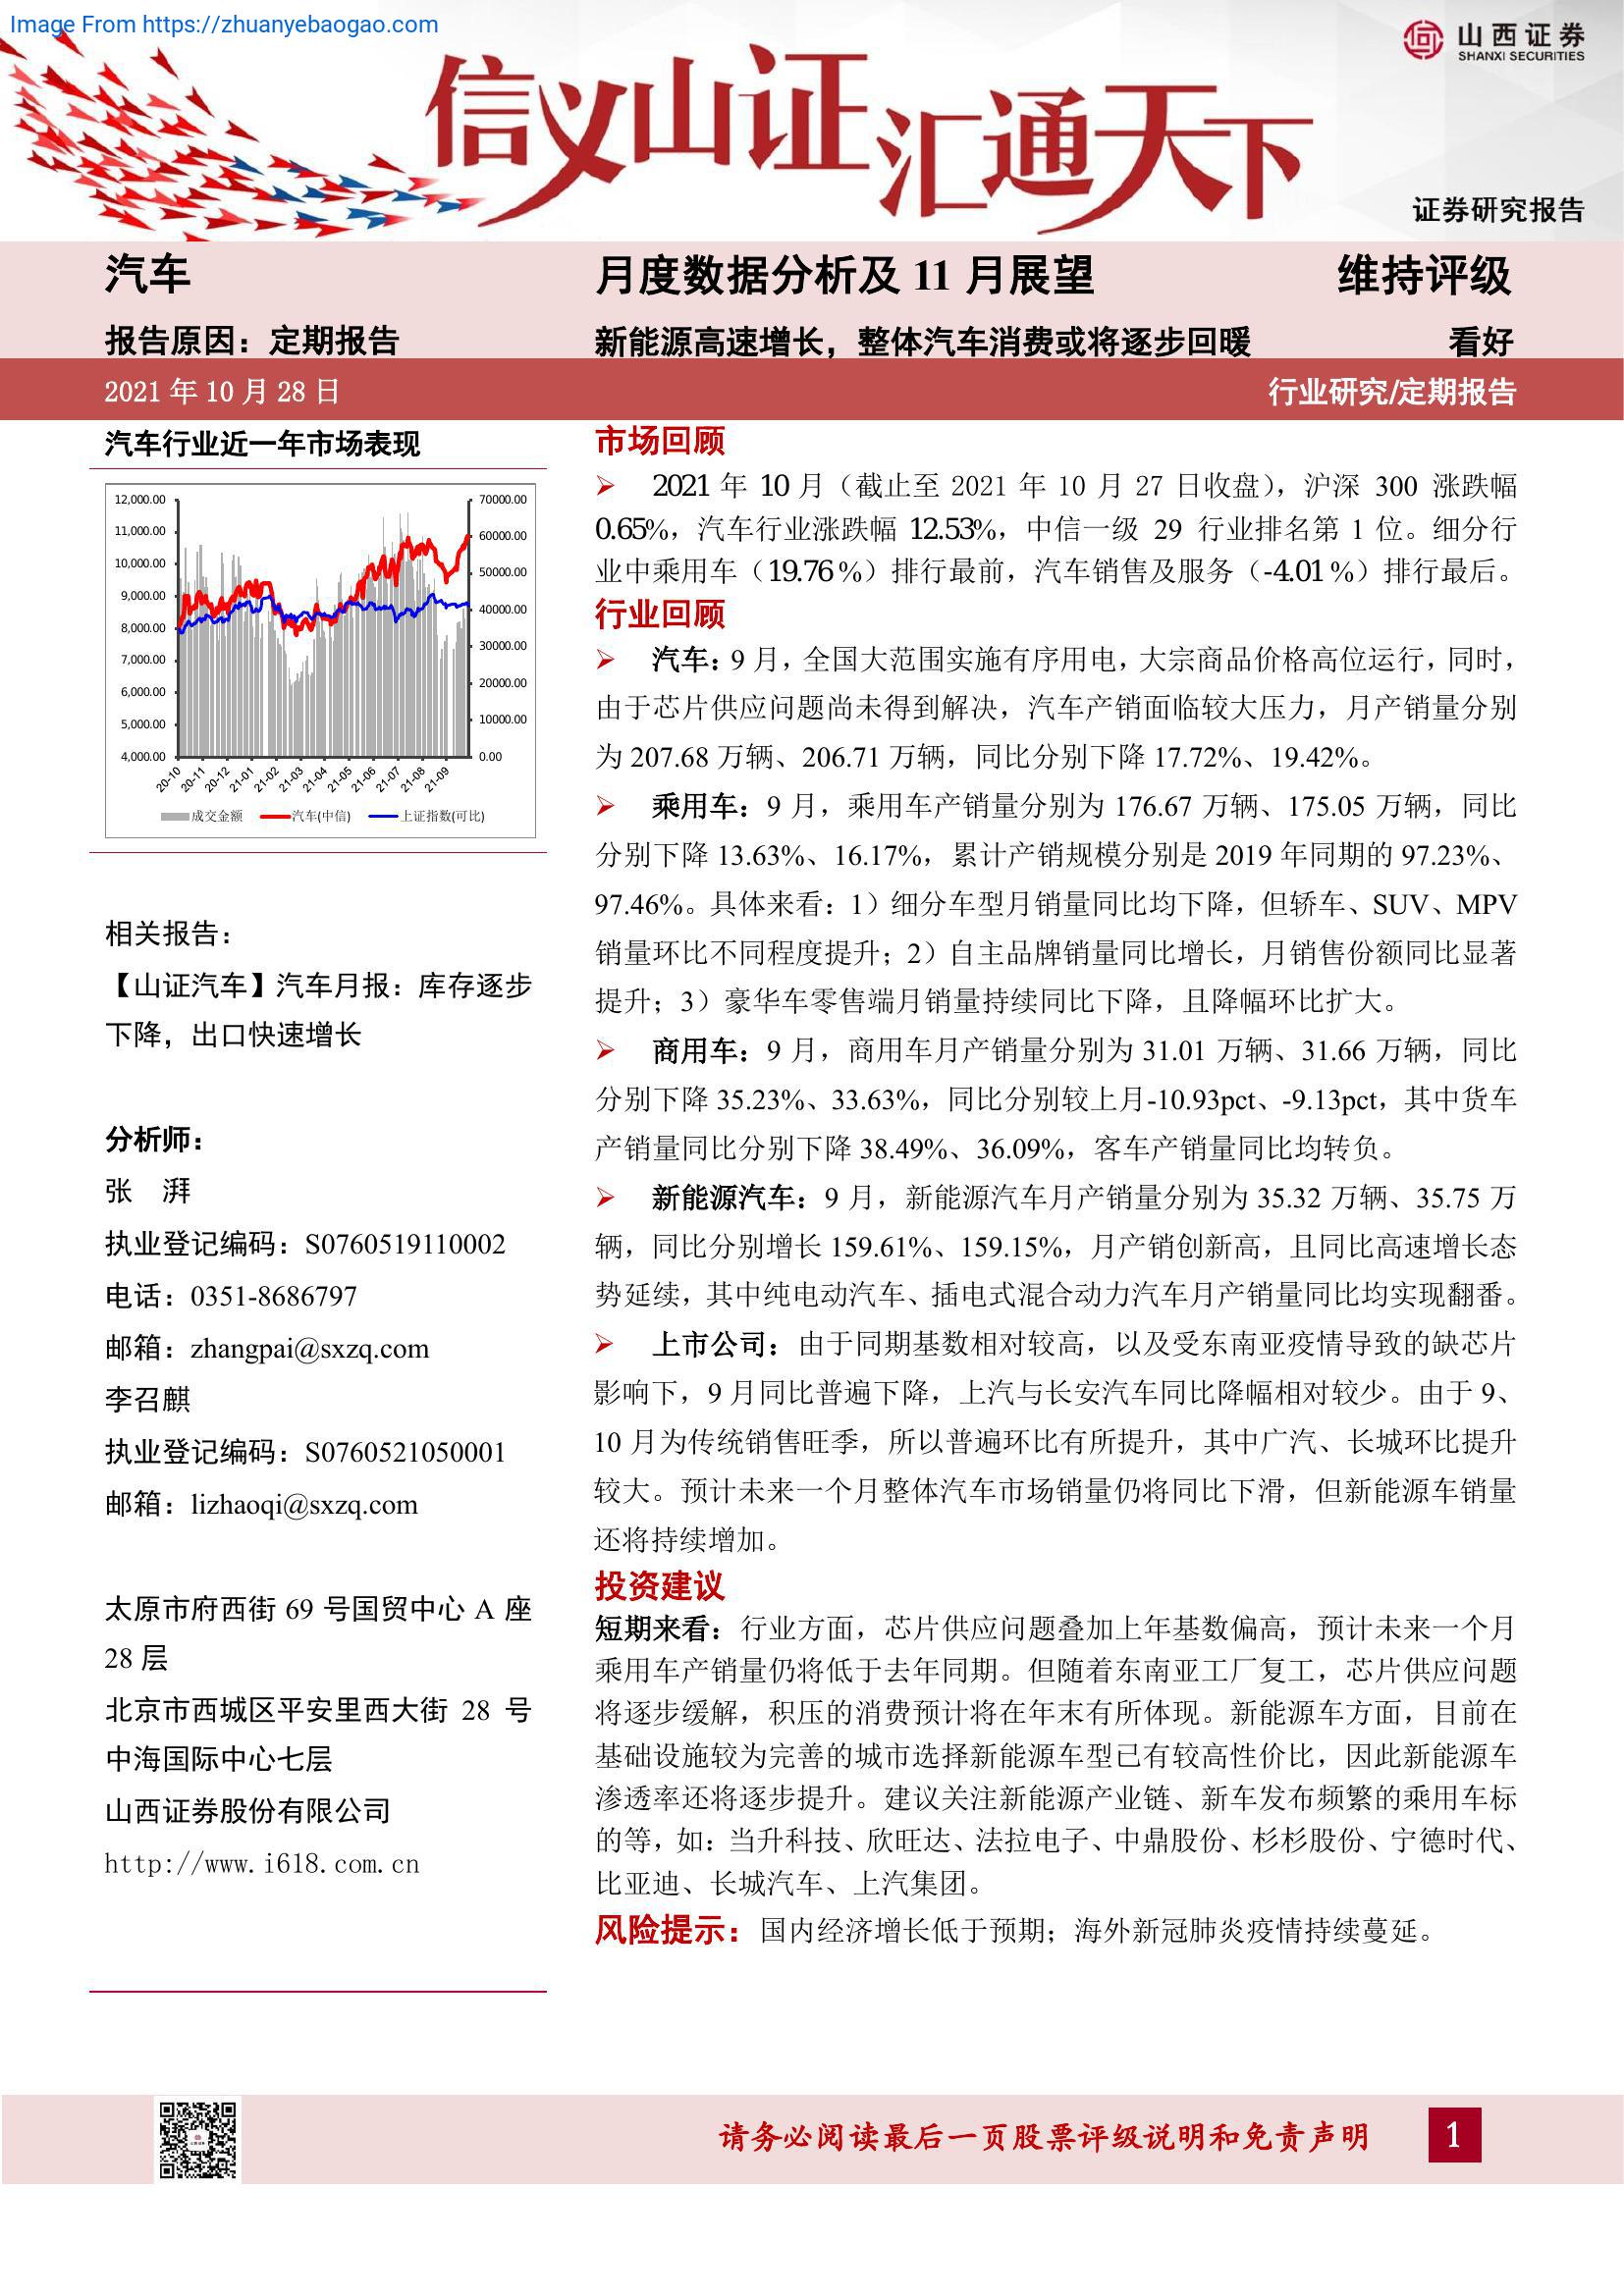 Image From https://zhuanyebaogao.com
山西证券
SHANXI SECURITIES
信义山证汇通天下
证券研究报告
汽车
月度数据分析及 11 月展望
维持评级
报告原因：定期报告
新能源高速增长，整体汽车消费或将逐步回暖
看好
2021 年 10 月 28 日
行业研究/定期报告
汽车行业近一年市场表现
12,000.00
11,000.00
10,000.00
9,000.00
8,000.00
7,000.00
6,000.00
5,000.00
4,000.00
70000.00
60000.00
50000.00
40000.00
30000.00
20000.00
10000.00
0.00
20-10
20-11
20-12
21-01
21-02
21-03
21-04
21-05
21-06
21-07
21-08
21-09
成交金额 汽车(中信) 上证指数(可比)
相关报告：
【山证汽车】汽车月报：库存逐步
下降，出口快速增长
分析师：
张 湃
执业登记编码：S0760519110002
电话：0351-8686797
邮箱：zhangpai@sxzq.com
李召麒
执业登记编码：S0760521050001
邮箱：lizhaoqi@sxzq.com
太原市府西街 69 号国贸中心 A 座
28 层
北京市西城区平安里西大街 28 号
中海国际中心七层
山西证券股份有限公司
http://www.i618.com.cn
市场回顾
➢ 2021 年 10 月（截止至 2021 年 10 月 27 日收盘），沪深 300 涨跌幅
0.65%，汽车行业涨跌幅 12.53%，中信一级 29 行业排名第 1 位。细分行
业中乘用车（19.76 %）排行最前，汽车销售及服务（-4.01 %）排行最后。
行业回顾
➢ 汽车：9 月，全国大范围实施有序用电，大宗商品价格高位运行，同时，
由于芯片供应问题尚未得到解决，汽车产销面临较大压力，月产销量分别
为 207.68 万辆、206.71 万辆，同比分别下降 17.72%、19.42%。
➢ 乘用车：9 月，乘用车产销量分别为 176.67 万辆、175.05 万辆，同比
分别下降 13.63%、16.17%，累计产销规模分别是 2019 年同期的 97.23%、
97.46%。具体来看：1）细分车型月销量同比均下降，但轿车、SUV、MPV
销量环比不同程度提升；2）自主品牌销量同比增长，月销售份额同比显著
提升；3）豪华车零售端月销量持续同比下降，且降幅环比扩大。
➢ 商用车：9 月，商用车月产销量分别为 31.01 万辆、31.66 万辆，同比
分别下降 35.23%、33.63%，同比分别较上月-10.93pct、-9.13pct，其中货车
产销量同比分别下降 38.49%、36.09%，客车产销量同比均转负。
➢ 新能源汽车：9 月，新能源汽车月产销量分别为 35.32 万辆、35.75 万
辆，同比分别增长 159.61%、159.15%，月产销创新高，且同比高速增长态
势延续，其中纯电动汽车、插电式混合动力汽车月产销量同比均实现翻番。
➢ 上市公司：由于同期基数相对较高，以及受东南亚疫情导致的缺芯片
影响下，9 月同比普遍下降，上汽与长安汽车同比降幅相对较少。由于 9、
10 月为传统销售旺季，所以普遍环比有所提升，其中广汽、长城环比提升
较大。预计未来一个月整体汽车市场销量仍将同比下滑，但新能源车销量
还将持续增加。
投资建议
短期来看：行业方面，芯片供应问题叠加上年基数偏高，预计未来一个月
乘用车产销量仍将低于去年同期。但随着东南亚工厂复工，芯片供应问题
将逐步缓解，积压的消费预计将在年末有所体现。新能源车方面，目前在
基础设施较为完善的城市选择新能源车型已有较高性价比，因此新能源车
渗透率还将逐步提升。建议关注新能源产业链、新车发布频繁的乘用车标
的等，如：当升科技、欣旺达、法拉电子、中鼎股份、杉杉股份、宁德时代、
比亚迪、长城汽车、上汽集团。
风险提示：国内经济增长低于预期；海外新冠肺炎疫情持续蔓延。
请务必阅读最后一页股票评级说明和免责声明
1